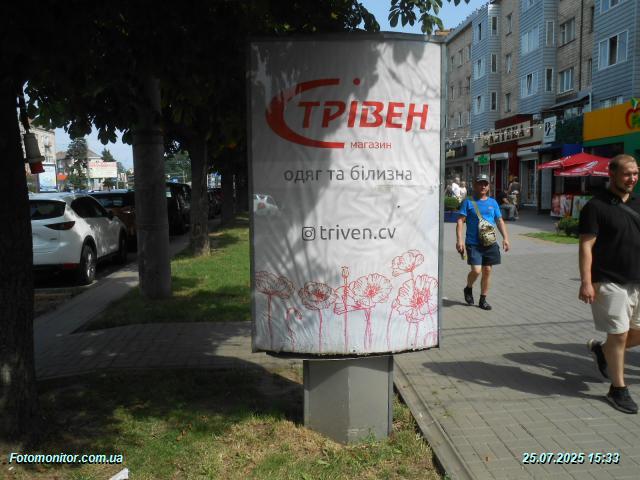 ТРІВЕН
магазин
одяг та білизна
triven.cv
Fotomonitor.com.ua
25.07.2025 15:33